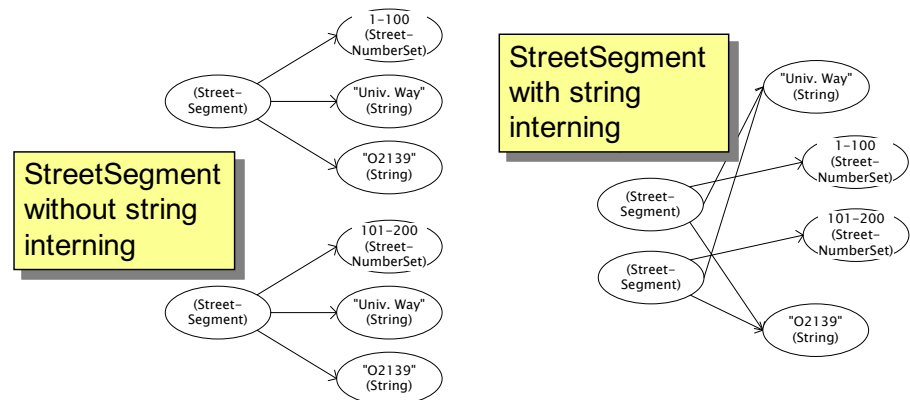 1-100
(Street-
NumberSet)
(Street-
Segment)
"Univ. Way"
(String)
"O2139"
(String)
StreetSegment
without string
interning
101-200
(Street-
NumberSet)
(Street-
Segment)
"Univ. Way"
(String)
"O2139"
(String)
StreetSegment
with string
interning
"Univ. Way"
(String)
1-100
(Street-
NumberSet)
(Street-
Segment)
101-200
(Street-
NumberSet)
(Street-
Segment)
"O2139"
(String)